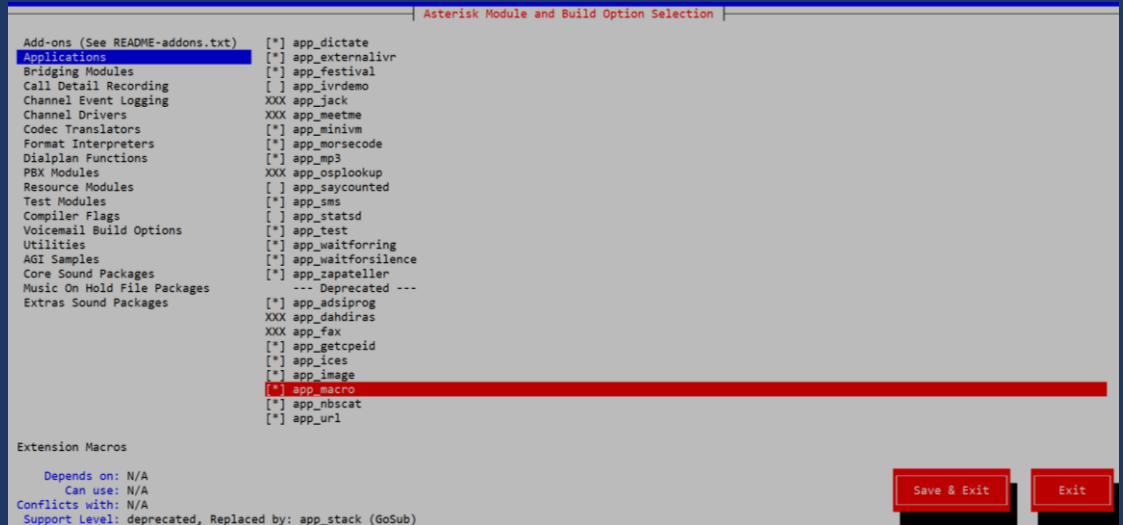 Asterisk Module and Build Option Selection
Add-ons (See README-addons.txt)
Applications
Bridging Modules
Call Detail Recording
Channel Event Logging
Channel Drivers
Codec Translators
Format Interpreters
Dialplan Functions
PBX Modules
Resource Modules
Test Modules
Compiler Flags
Voicemail Build Options
Utilities
AGI Samples
Core Sound Packages
Music On Hold File Packages
Extras Sound Packages
[*] app_dictate
[*] app_externalivr
[*] app_festival
[ ] app_ivrdemo
XXX app_jack
XXX app_meetme
[*] app_minivm
[*] app_morsecode
[*] app_mp3
XXX app_osplookup
[ ] app_saycounted
[*] app_sms
[ ] app_statsd
[*] app_test
[*] app_waitforring
[*] app_waitforsilence
[*] app_zapateller
--- Deprecated ---
[*] app_adsiprog
XXX app_dahdiras
XXX app_fax
[*] app_getcpeid
[*] app_ices
[*] app_image
[*] app_macro
[*] app_nbscat
[*] app_url
Extension Macros
Depends on: N/A
Can use: N/A
Conflicts with: N/A
Support Level: deprecated, Replaced by: app_stack (GoSub)
Save & Exit
Exit